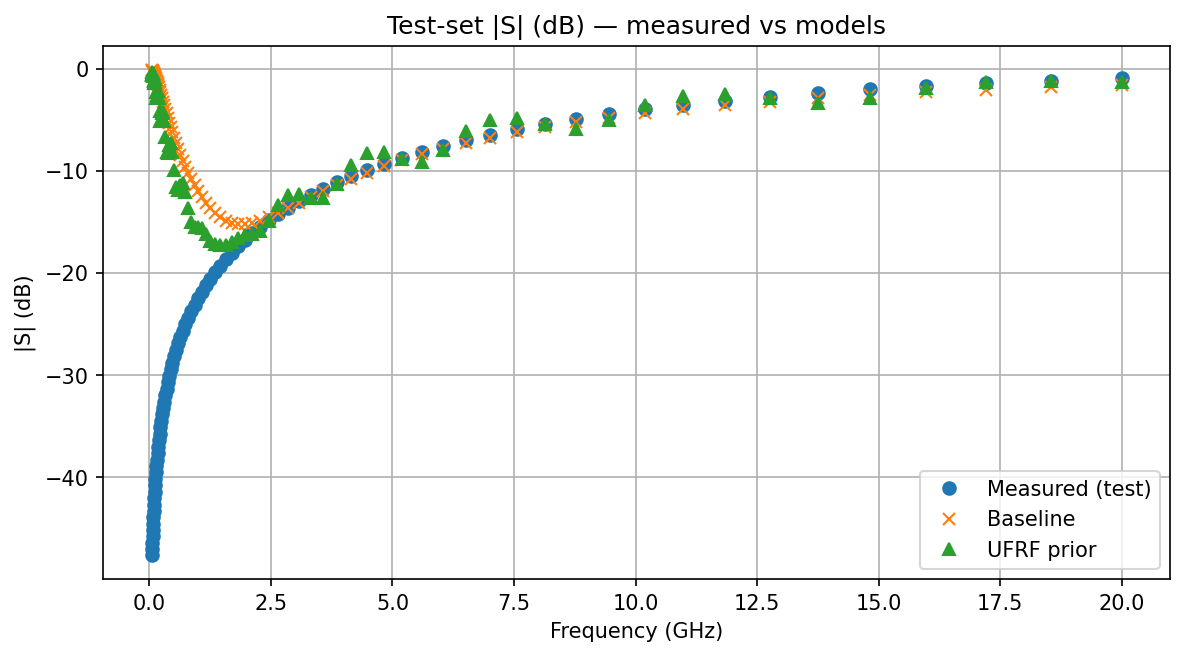 Test-set |S| (dB) — measured vs models
|S| (dB)
0
−10
−20
−30
−40
0.0 2.5 5.0 7.5 10.0 12.5 15.0 17.5 20.0
Frequency (GHz)
Measured (test)
Baseline
UFRF prior